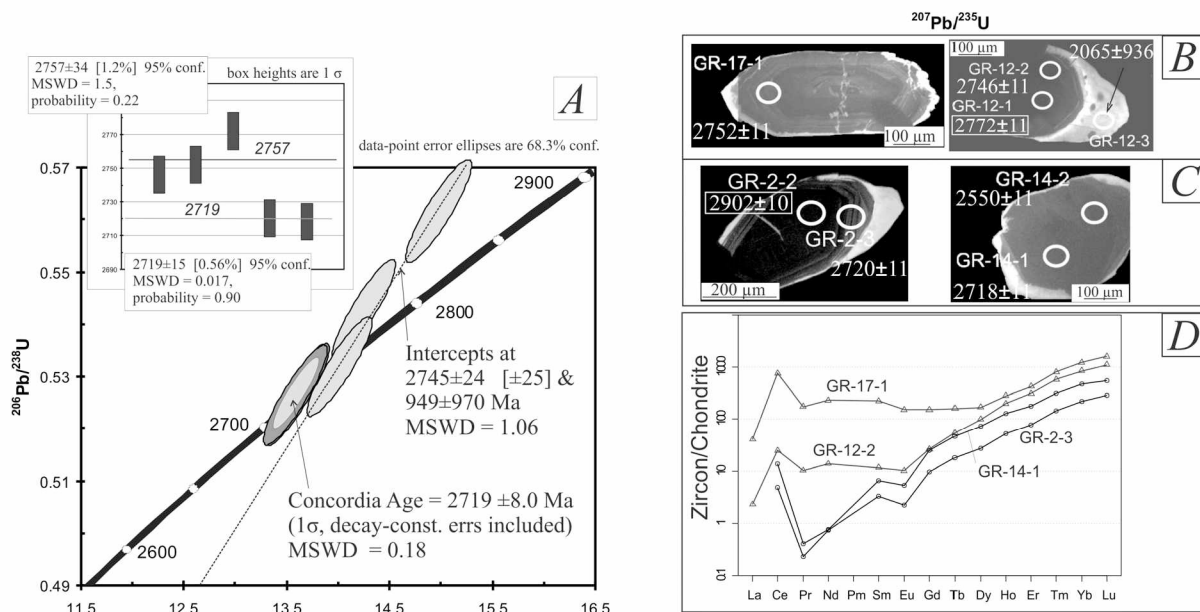 2757±34 [1.2%] 95% conf.
MSWD = 1.5,
probability = 0.22
box heights are 1 σ
2770
2750
2730
2710
2690
2757
2719
2719±15 [0.56%] 95% conf.
MSWD = 0.017,
probability = 0.90
A
data-point error ellipses are 68.3% conf.
206Pb/238U
0.57
0.55
0.53
0.51
0.49
2900
2800
2700
2600
Intercepts at
2745±24 [±25] &
949±970 Ma
MSWD = 1.06
Concordia Age = 2719 ±8.0 Ma
(1σ, decay-const. errs included)
MSWD = 0.18
11.5 12.5 13.5 14.5 15.5 16.5
207Pb/235U
B
GR-17-1
2752±11
100 µm
100 µm
2065±936
GR-12-2
2746±11
GR-12-1
2772±11
GR-12-3
C
GR-2-2
2902±10
GR-2-3
2720±11
200 µm
GR-14-2
2550±11
GR-14-1
2718±11
100 µm
D
Zircon/Chondrite
1000
100
10
1
0.1
GR-17-1
GR-12-2
GR-2-3
GR-14-1
La Ce Pr Nd Pm Sm Eu Gd Tb Dy Ho Er Tm Yb Lu